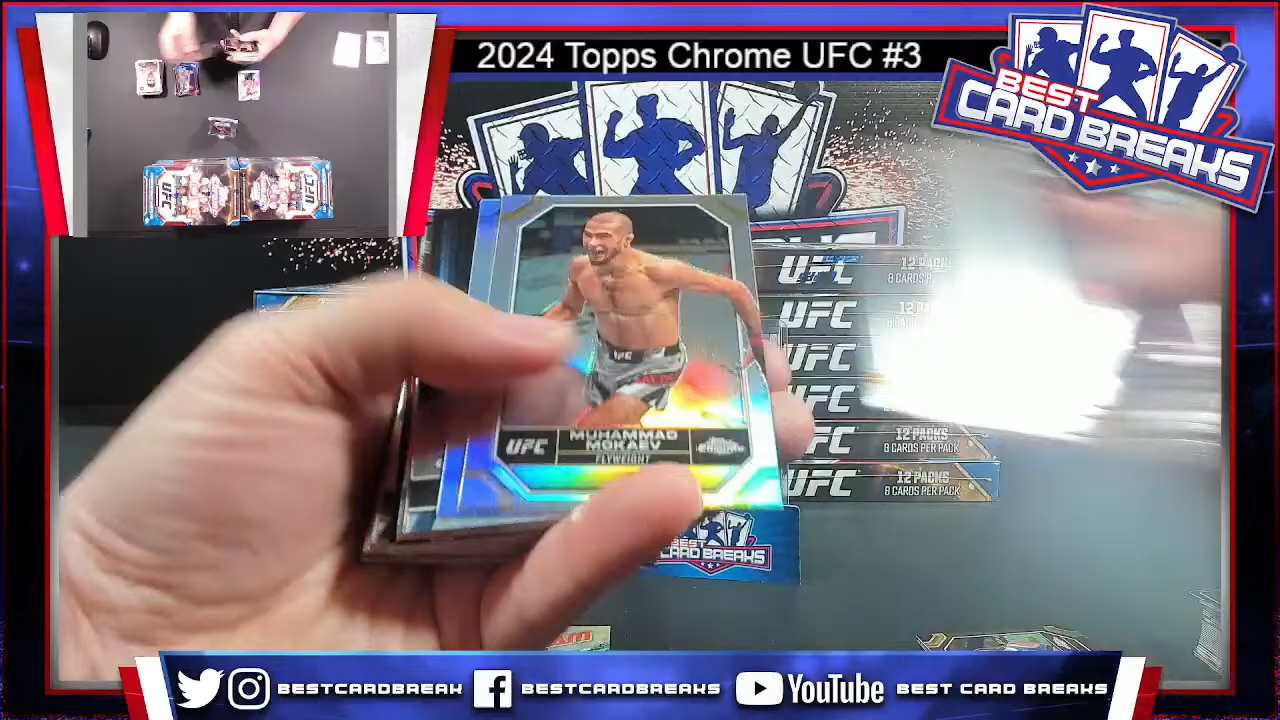 2024 Topps Chrome UFC #3
BEST
CARD BREAKS
UFC
12 PACKS
UFC
UFC
UFC
UFC
12 PACKS
8 CARDS PER PACK
UFC
12 PACKS
8 CARDS PER PACK
UFC
MUHAMMAD
MOKAEV
FLYWEIGHT
BEST
CARD BREAKS
BESTCARDBREAK
BESTCARDBREAKS
YouTube
BEST CARD BREAKS